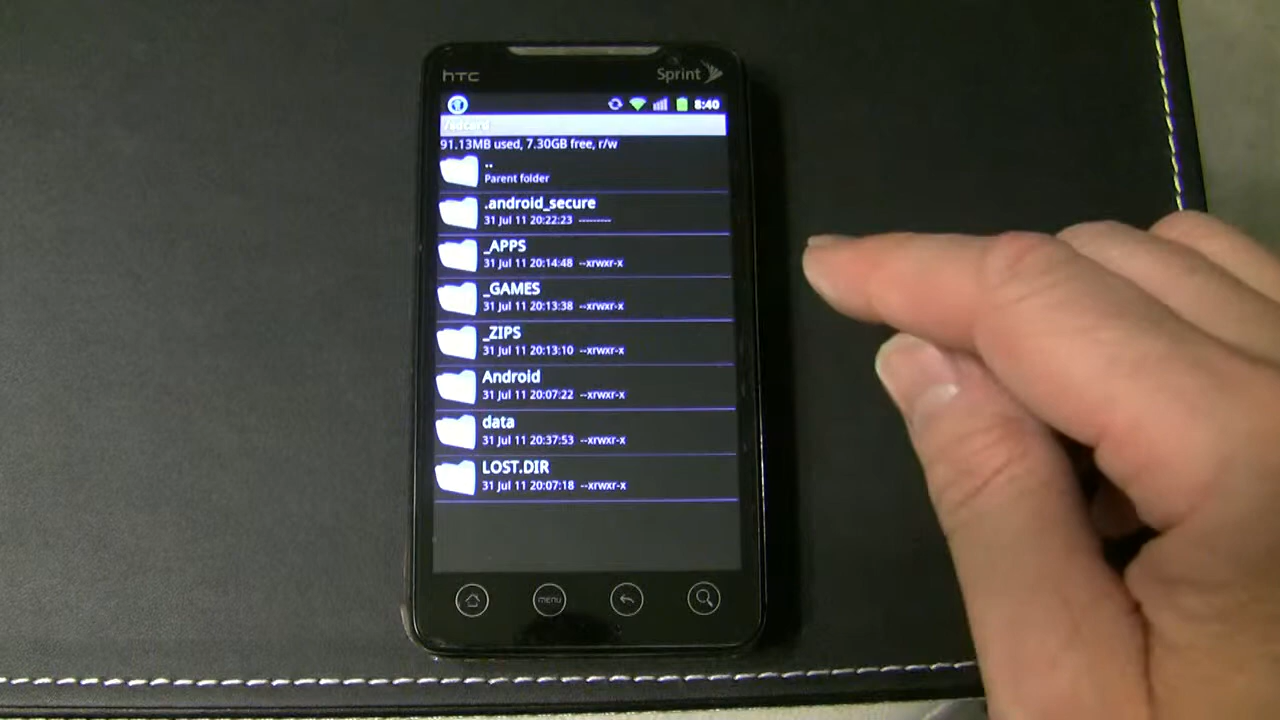 hTC
Sprint
8:40
/sdcard
91.13MB used, 7.30GB free, r/w
..
Parent folder
.android_secure
31 Jul 11 20:22:23 ---------
_APPS
31 Jul 11 20:14:48 --xrwxr-x
_GAMES
31 Jul 11 20:13:38 --xrwxr-x
_ZIPS
31 Jul 11 20:13:10 --xrwxr-x
Android
31 Jul 11 20:07:22 --xrwxr-x
data
31 Jul 11 20:37:53 --xrwxr-x
LOST.DIR
31 Jul 11 20:07:18 --xrwxr-x
MENU